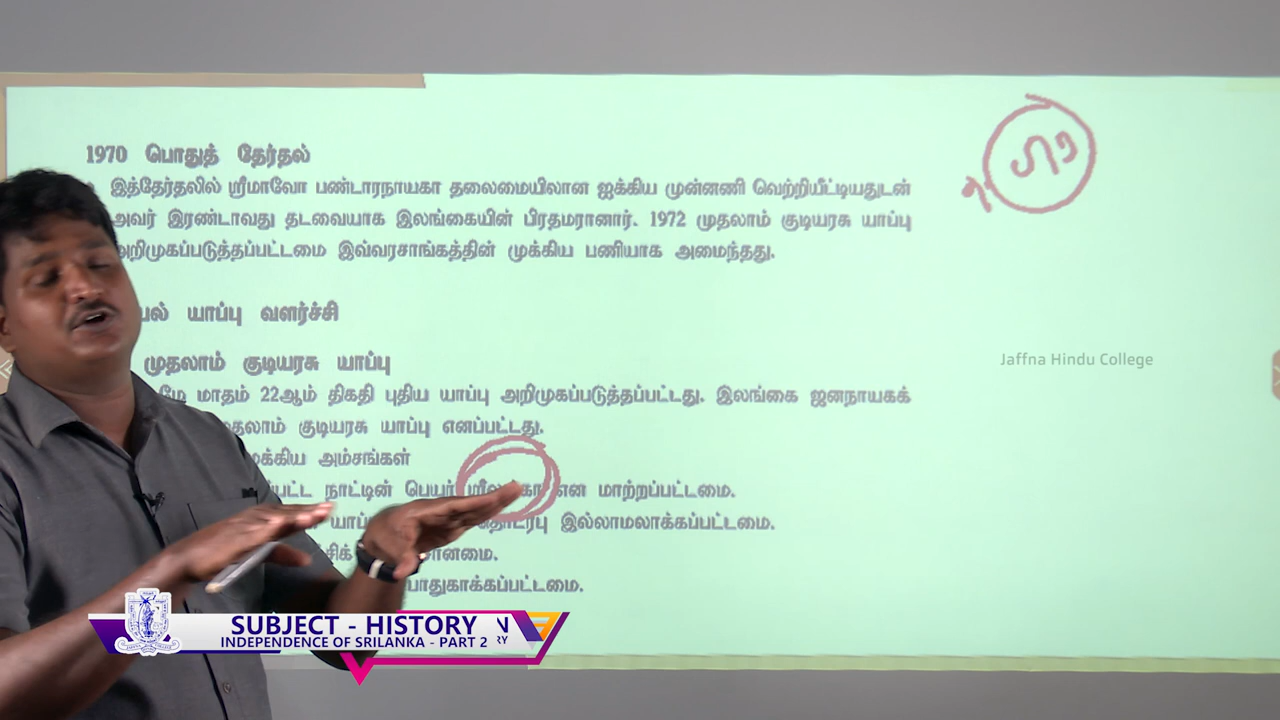 1970 பொதுத் தேர்தல்
இத்தேர்தலில் ஸ்ரீமாவோ பண்டாரநாயகா தலைமையிலான ஐக்கிய முன்னணி வெற்றியீட்டியதுடன்
அவர் இரண்டாவது தடவையாக இலங்கையின் பிரதமரானார். 1972 முதலாம் குடியரசு யாப்பு
அறிமுகப்படுத்தப்பட்டமை இவ்வரசாங்கத்தின் முக்கிய பணியாக அமைந்தது.
யாப்பு வளர்ச்சி
முதலாம் குடியரசு யாப்பு
மே மாதம் 22ஆம் திகதி புதிய யாப்பு அறிமுகப்படுத்தப்பட்டது. இலங்கை ஜனநாயகக்
குடியரசு யாப்பு எனப்பட்டது.
அம்சங்கள்
நாட்டின் பெயர் என மாற்றப்பட்டமை.
இல்லாமலாக்கப்பட்டமை.
பாதுகாக்கப்பட்டமை.
Jaffna Hindu College
SUBJECT - HISTORY
INDEPENDENCE OF SRILANKA - PART 2